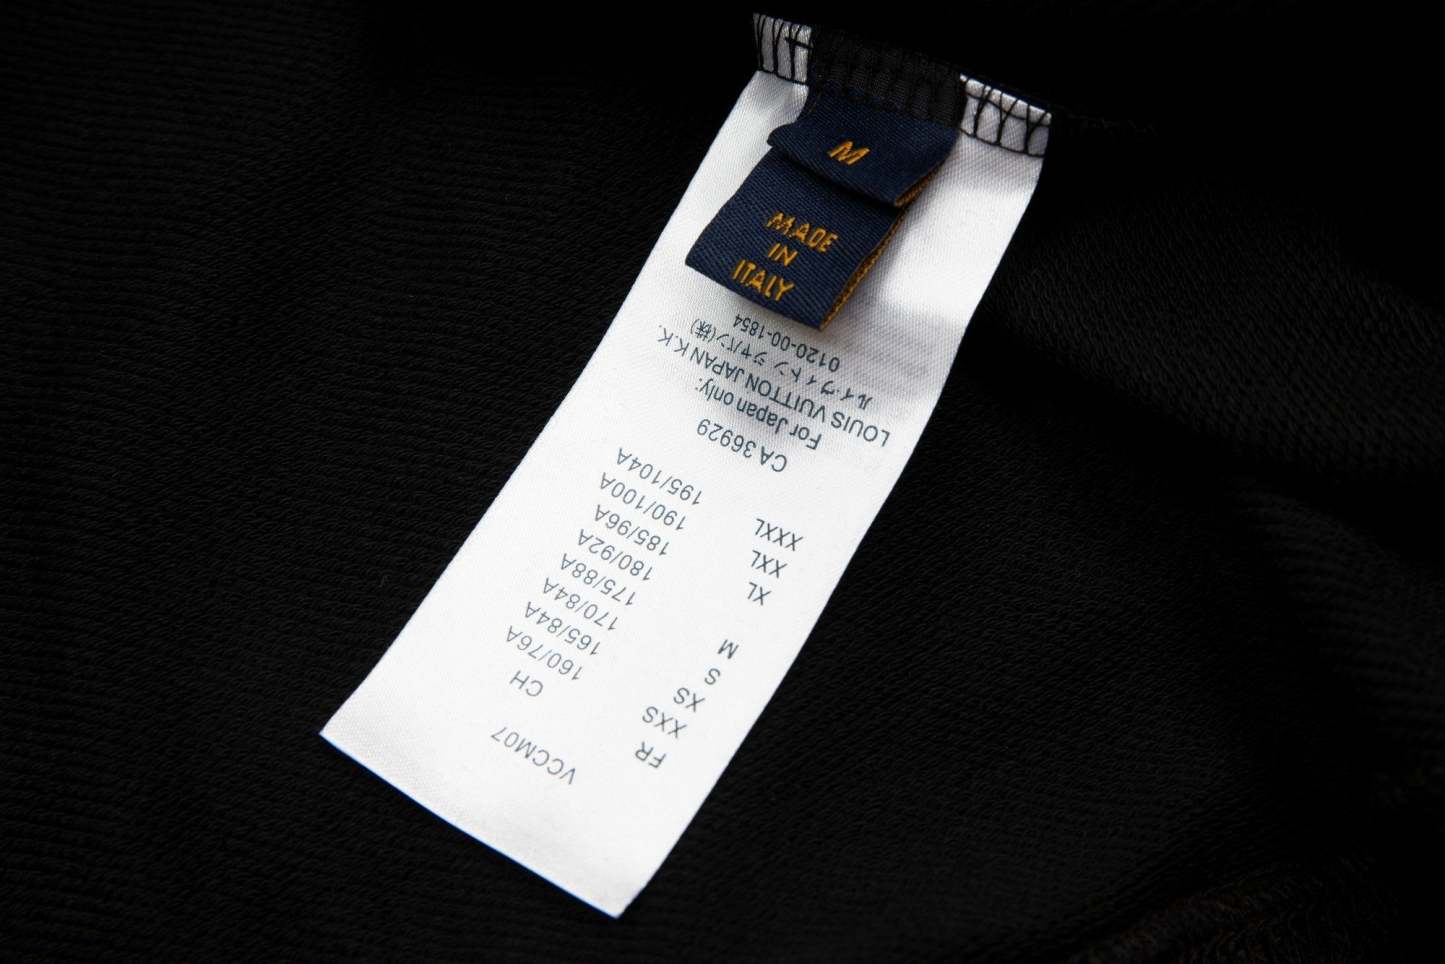 M
MADE
IN
ITALY
VCCM07
FR CH
XXS 160/76A
XS 165/84A
S 170/84A
M 175/88A
180/92A
XL 185/96A
XXL 190/100A
XXXL 195/104A
CA 36929
For Japan only:
LOUIS VUITTON JAPAN K.K.
ルイ・ヴィトン ジャパン(株)
0120-00-1854